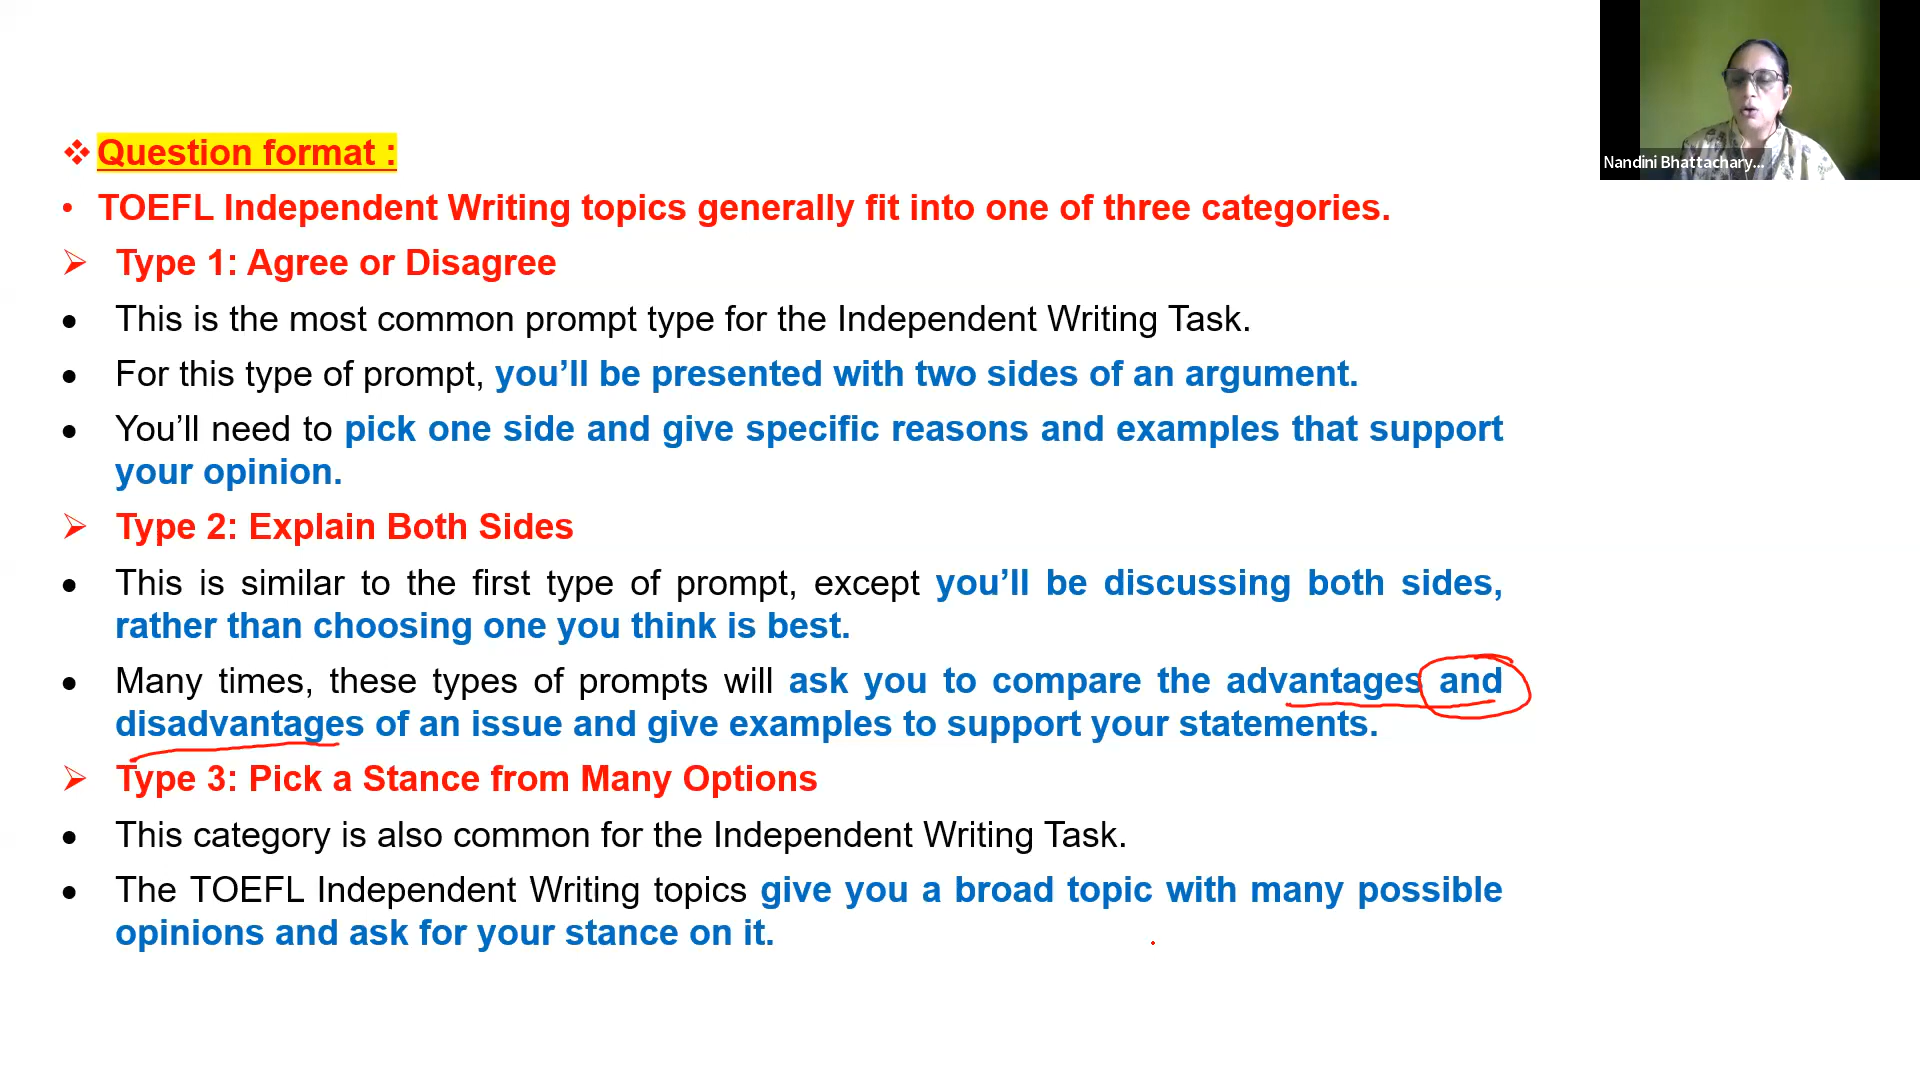 Nandini Bhattachary...
❖ Question format :
• TOEFL Independent Writing topics generally fit into one of three categories.
➢ Type 1: Agree or Disagree
• This is the most common prompt type for the Independent Writing Task.
• For this type of prompt, you’ll be presented with two sides of an argument.
• You’ll need to pick one side and give specific reasons and examples that support
your opinion.
➢ Type 2: Explain Both Sides
• This is similar to the first type of prompt, except you’ll be discussing both sides,
rather than choosing one you think is best.
• Many times, these types of prompts will ask you to compare the advantages and
disadvantages of an issue and give examples to support your statements.
➢ Type 3: Pick a Stance from Many Options
• This category is also common for the Independent Writing Task.
• The TOEFL Independent Writing topics give you a broad topic with many possible
opinions and ask for your stance on it.